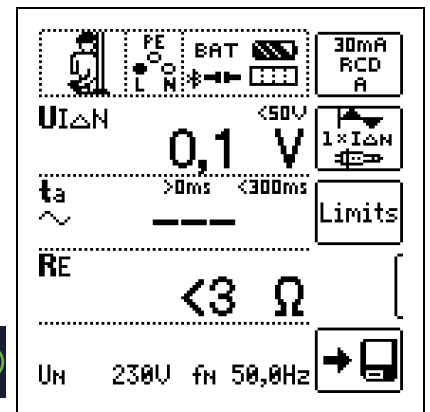 PE BAT
L N
30mA
RCD
A
UI△N <50V
0,1 V
1×I△N
ta >0ms <300ms
~ ---
Limits
RE
<3 Ω
UN 230V fN 50,0Hz